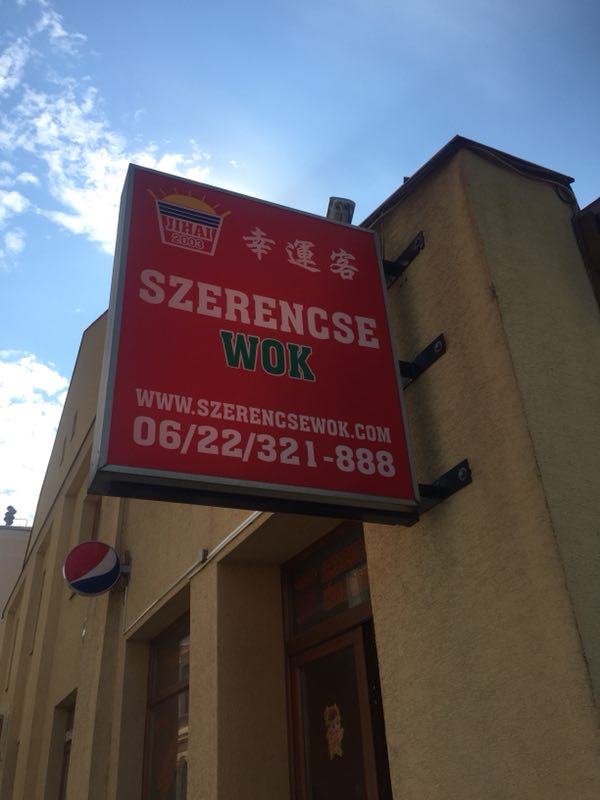 JIHAI
2003
幸運客
SZERENCSE
WOK
WWW.SZERENCSEWOK.COM
06/22/321-888